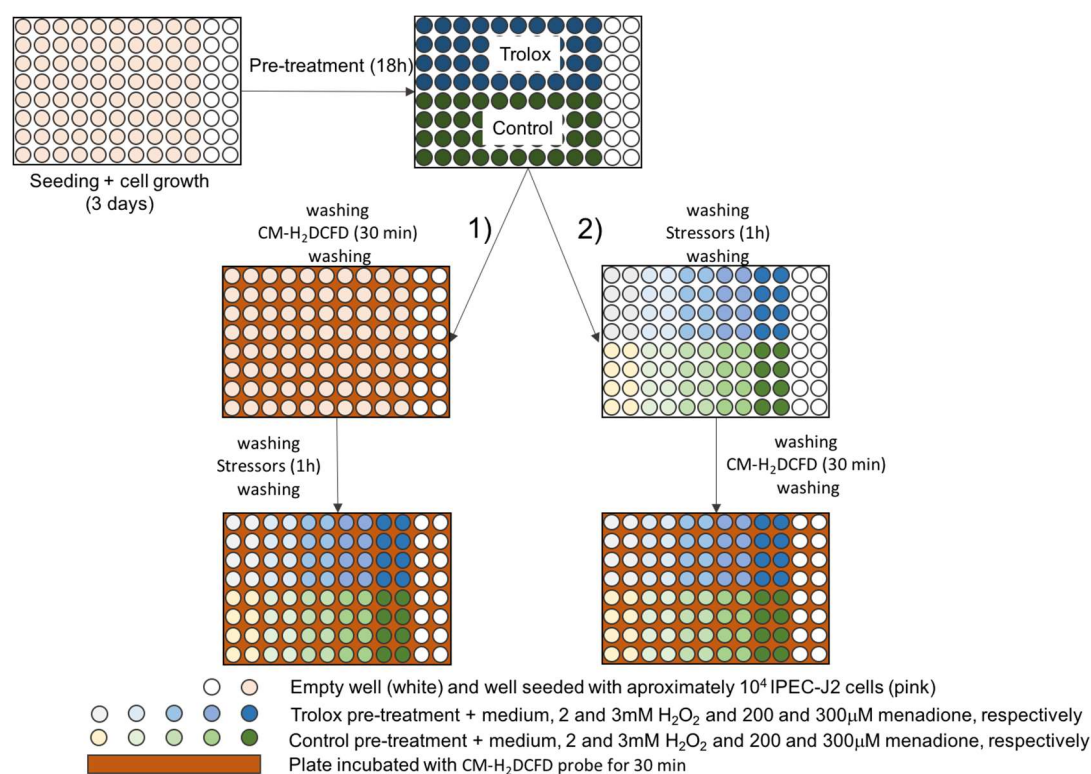 Pre-treatment (18h)
Trolox
Control
Seeding + cell growth
(3 days)
washing
CM-H₂DCFD (30 min)
washing
1)
2)
washing
Stressors (1h)
washing
washing
Stressors (1h)
washing
washing
CM-H₂DCFD (30 min)
washing
Empty well (white) and well seeded with aproximately 10⁴ IPEC-J2 cells (pink)
Trolox pre-treatment + medium, 2 and 3mM H₂O₂ and 200 and 300µM menadione, respectively
Control pre-treatment + medium, 2 and 3mM H₂O₂ and 200 and 300µM menadione, respectively
Plate incubated with CM-H₂DCFD probe for 30 min